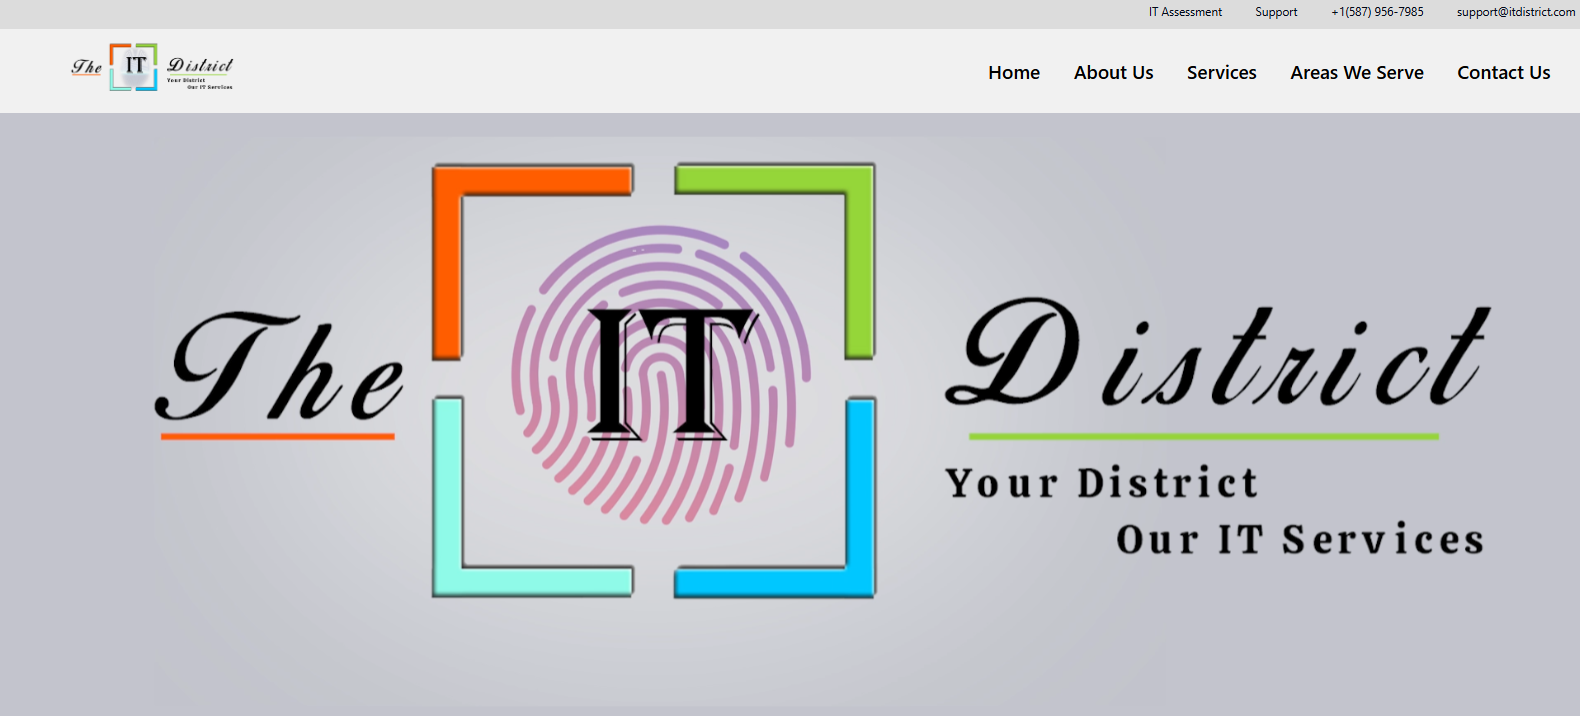 IT Assessment Support +1(587) 956-7985 support@itdistrict.com
The IT District
Your District
Our IT Services
Home About Us Services Areas We Serve Contact Us
The IT District
Your District
Our IT Services